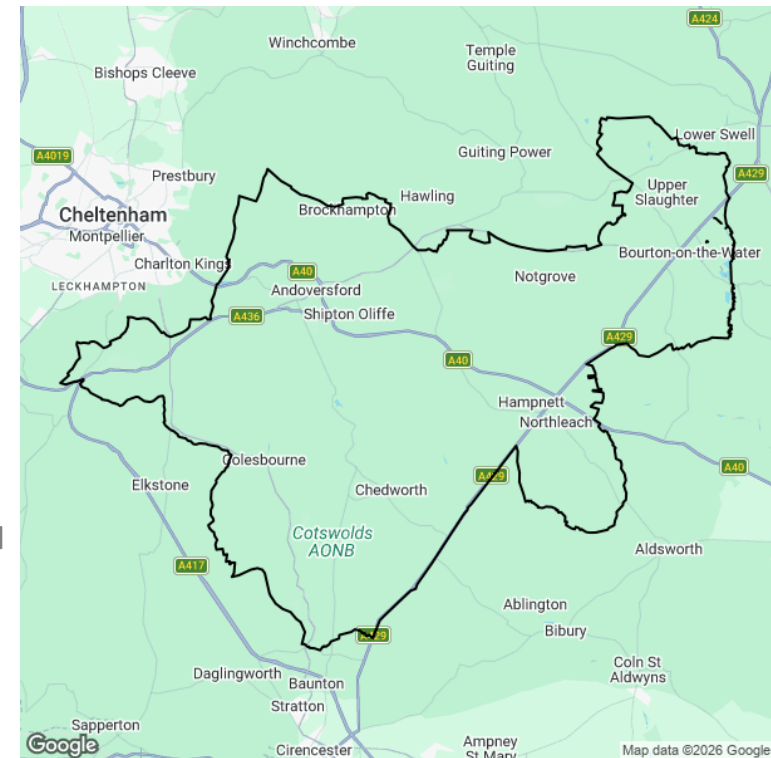 A424
Winchcombe
Temple
Guiting
Bishops Cleeve
Lower Swell
A4019
Guiting Power
A429
Prestbury
Upper
Slaughter
Hawling
Brockhampton
Cheltenham
Montpellier
Bourton-on-the-Water
Charlton Kings
A40
Notgrove
LECKHAMPTON
Andoversford
Shipton Oliffe
A436
A429
A40
Hampnett
Northleach
Colesbourne
A40
A429
Elkstone
Chedworth
Cotswolds
AONB
Aldsworth
A417
Ablington
Bibury
Coln St
Aldwyns
Daglingworth
Baunton
Stratton
Sapperton
Ampney
St Mary
Cirencester
Google
Map data ©2026 Google